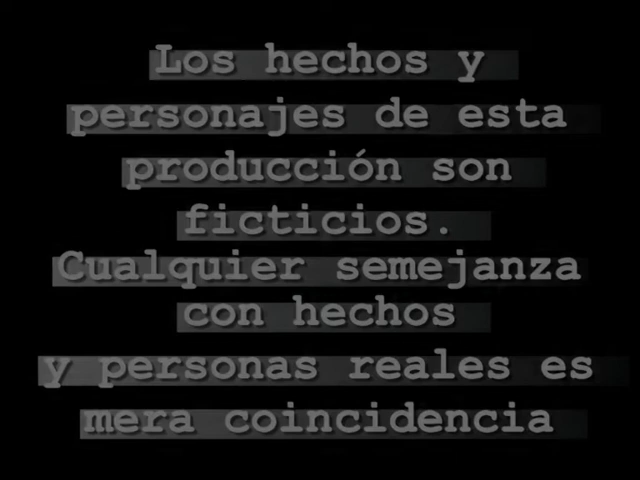 Los hechos y
personajes de esta
producción son
ficticios.
Cualquier semejanza
con hechos
y personas reales es
mera coincidencia